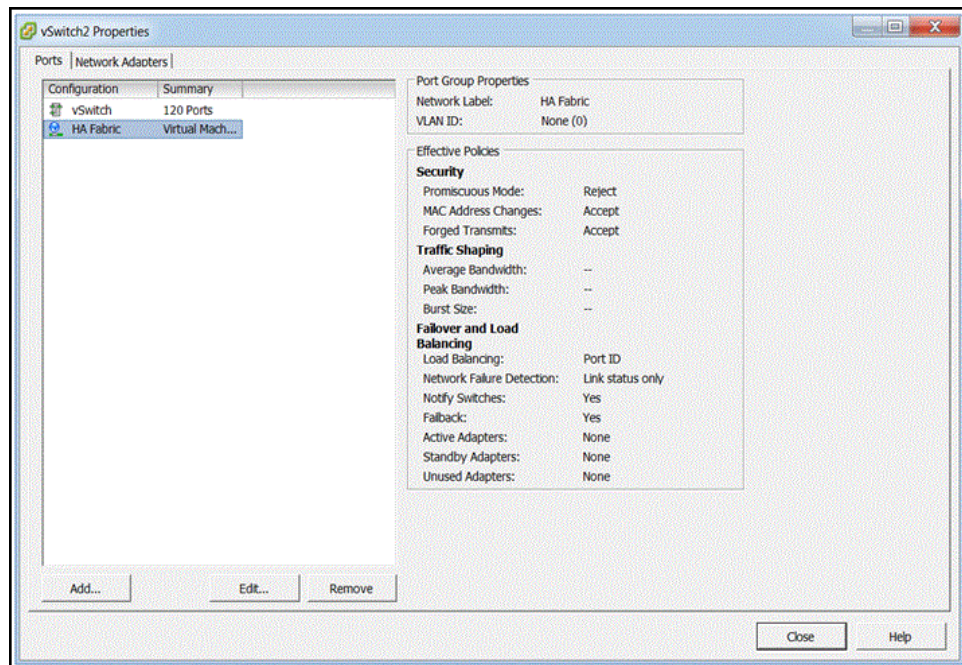 vSwitch2 Properties
Ports Network Adapters
Configuration Summary
vSwitch 120 Ports
HA Fabric Virtual Mach...
Add... Edit... Remove
Port Group Properties
Network Label: HA Fabric
VLAN ID: None (0)
Effective Policies
Security
Promiscuous Mode: Reject
MAC Address Changes: Accept
Forged Transmits: Accept
Traffic Shaping
Average Bandwidth: --
Peak Bandwidth: --
Burst Size: --
Failover and Load
Balancing
Load Balancing: Port ID
Network Failure Detection: Link status only
Notify Switches: Yes
Failback: Yes
Active Adapters: None
Standby Adapters: None
Unused Adapters: None
Close Help